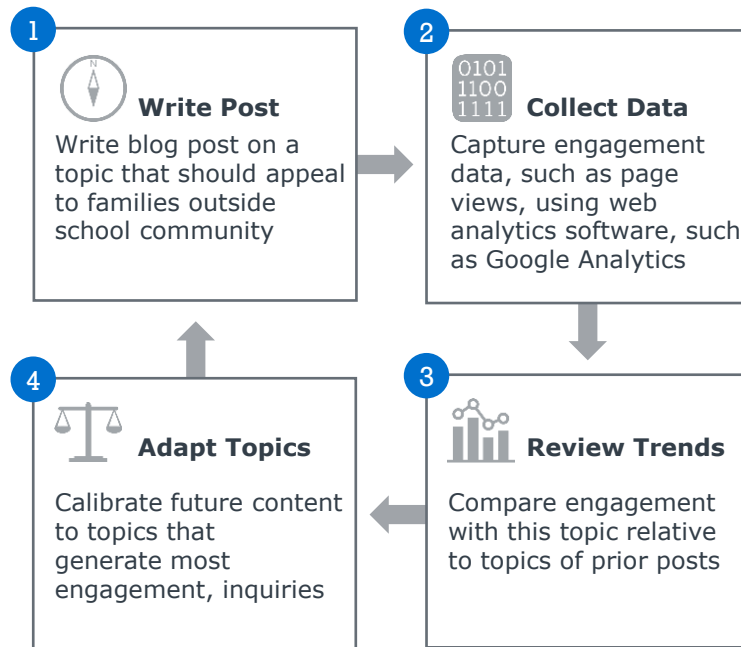 1
N
Write Post
Write blog post on a
topic that should appeal
to families outside
school community
2
0101
1100
1111
Collect Data
Capture engagement
data, such as page
views, using web
analytics software, such
as Google Analytics
3
Review Trends
Compare engagement
with this topic relative
to topics of prior posts
4
Adapt Topics
Calibrate future content
to topics that
generate most
engagement, inquiries